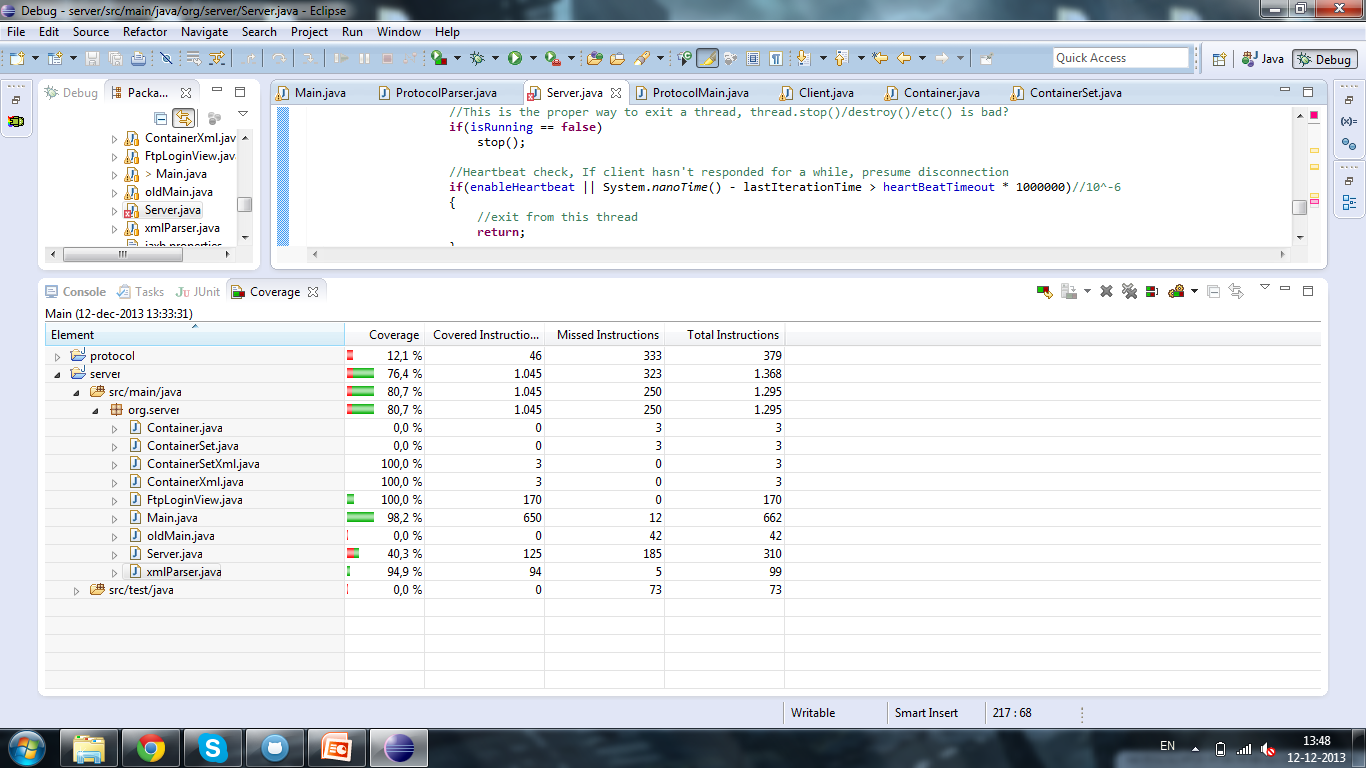 Debug - server/src/main/java/org/server/Server.java - Eclipse
File Edit Source Refactor Navigate Search Project Run Window Help
Quick Access Java Debug
Debug Packa... Main.java ProtocolParser.java Server.java ProtocolMain.java Client.java Container.java ContainerSet.java
ContainerXml.jav
FtpLoginView.java
> Main.java
oldMain.java
Server.java
xmlParser.java
jaxb.properties
//This is the proper way to exit a thread, thread.stop()/destroy()/etc() is bad?
if(isRunning == false)
stop();
//Heartbeat check, If client hasn't responded for a while, presume disconnection
if(enableHeartbeat || System.nanoTime() - lastIterationTime > heartBeatTimeout * 1000000)//10^-6
{
//exit from this thread
return;
}
Console Tasks JUnit Coverage
Main (12-dec-2013 13:33:31)
Element Coverage Covered Instructio... Missed Instructions Total Instructions
protocol 12,1 % 46 333 379
server 76,4 % 1.045 323 1.368
src/main/java 80,7 % 1.045 250 1.295
org.server 80,7 % 1.045 250 1.295
Container.java 0,0 % 0 3 3
ContainerSet.java 0,0 % 0 3 3
ContainerSetXml.java 100,0 % 3 0 3
ContainerXml.java 100,0 % 3 0 3
FtpLoginView.java 100,0 % 170 0 170
Main.java 98,2 % 650 12 662
oldMain.java 0,0 % 0 42 42
Server.java 40,3 % 125 185 310
xmlParser.java 94,9 % 94 5 99
src/test/java 0,0 % 0 73 73
Writable Smart Insert 217 : 68
EN 13:48
12-12-2013